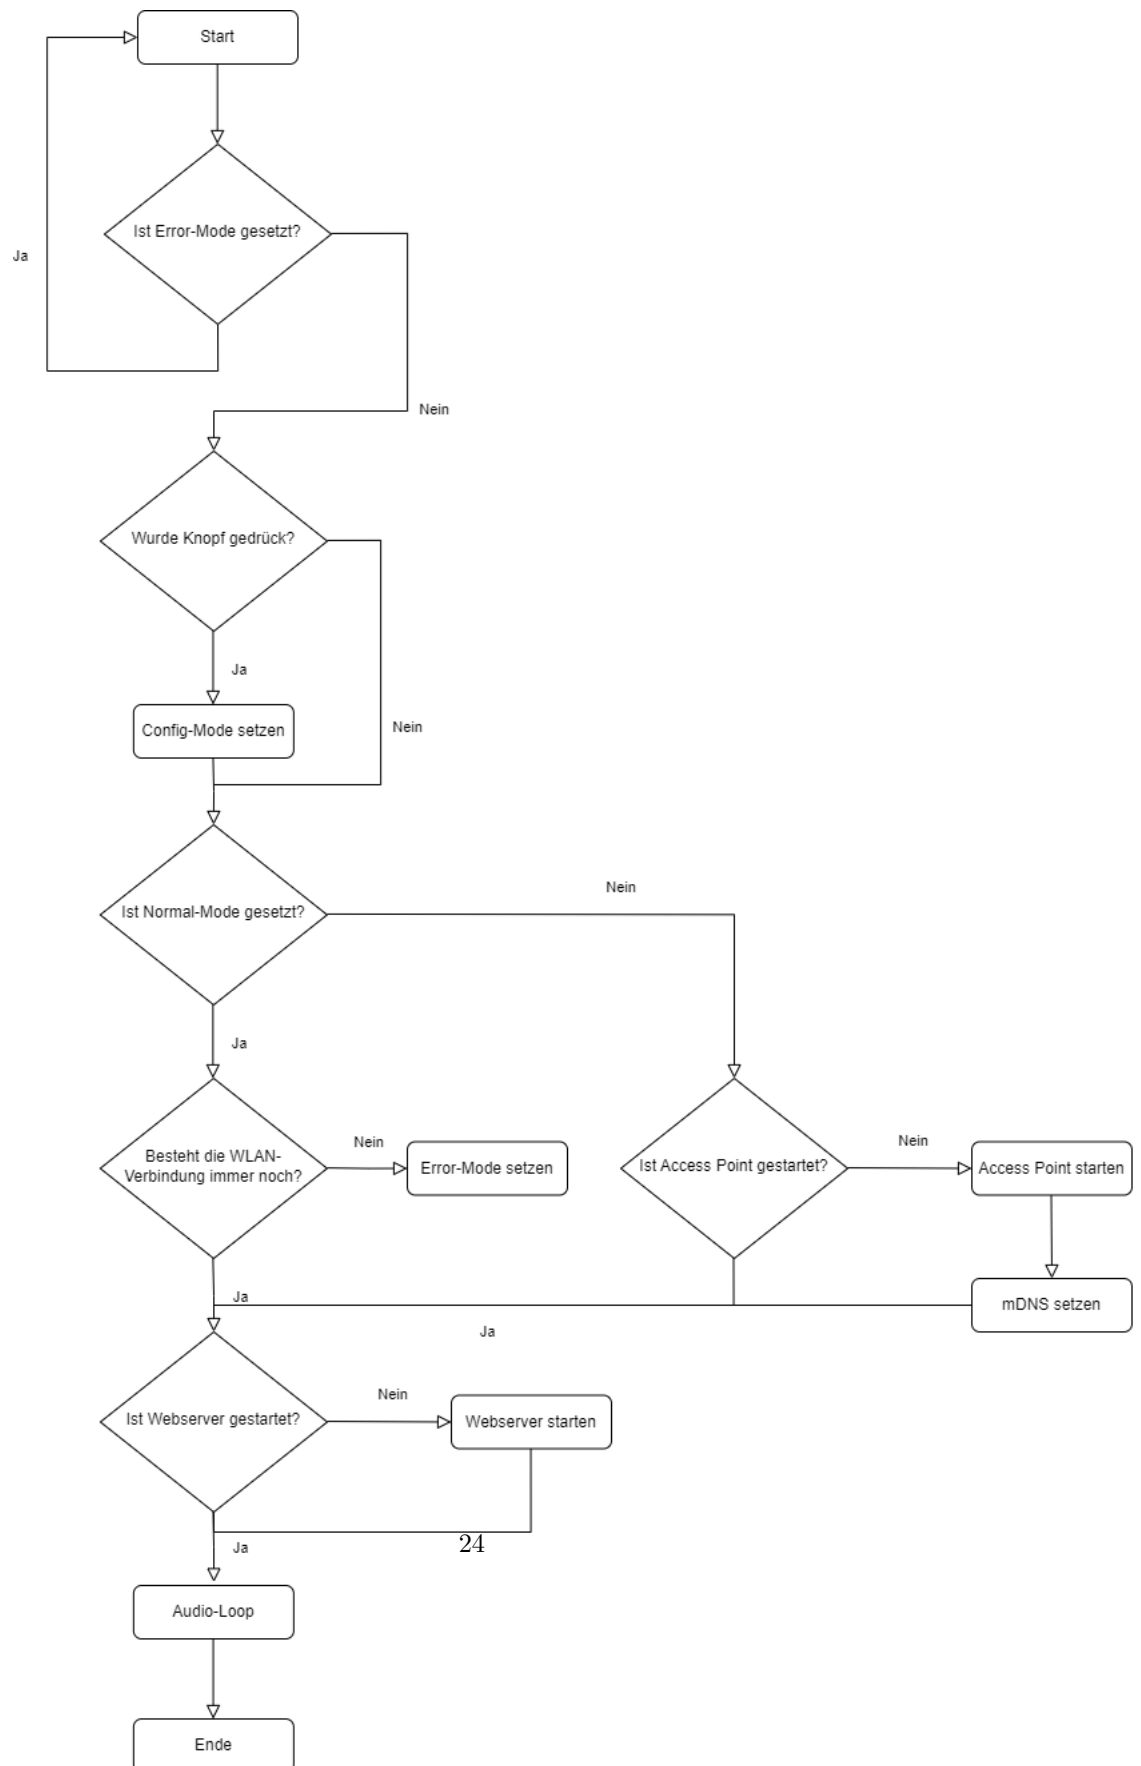 Start
Ist Error-Mode gesetzt?
Ja
Nein
Wurde Knopf gedrück?
Ja
Config-Mode setzen
Nein
Nein
Ist Normal-Mode gesetzt?
Ja
Nein
Nein
Besteht die WLAN-
Verbindung immer noch?
Error-Mode setzen
Ist Access Point gestartet?
Access Point starten
Ja
mDNS setzen
Ja
Nein
Ist Webserver gestartet?
Webserver starten
24
Ja
Audio-Loop
Ende